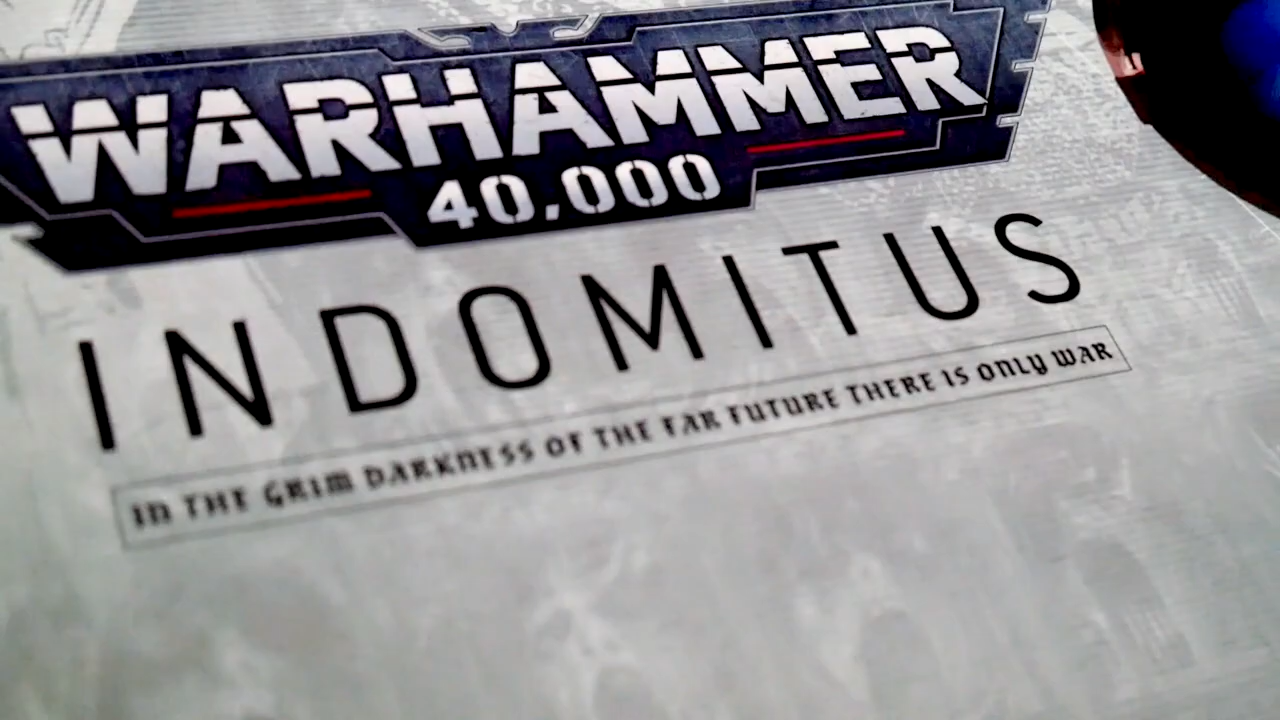 WARHAMMER
40,000
INDOMITUS
IN THE GRIM DARKNESS OF THE FAR FUTURE THERE IS ONLY WAR